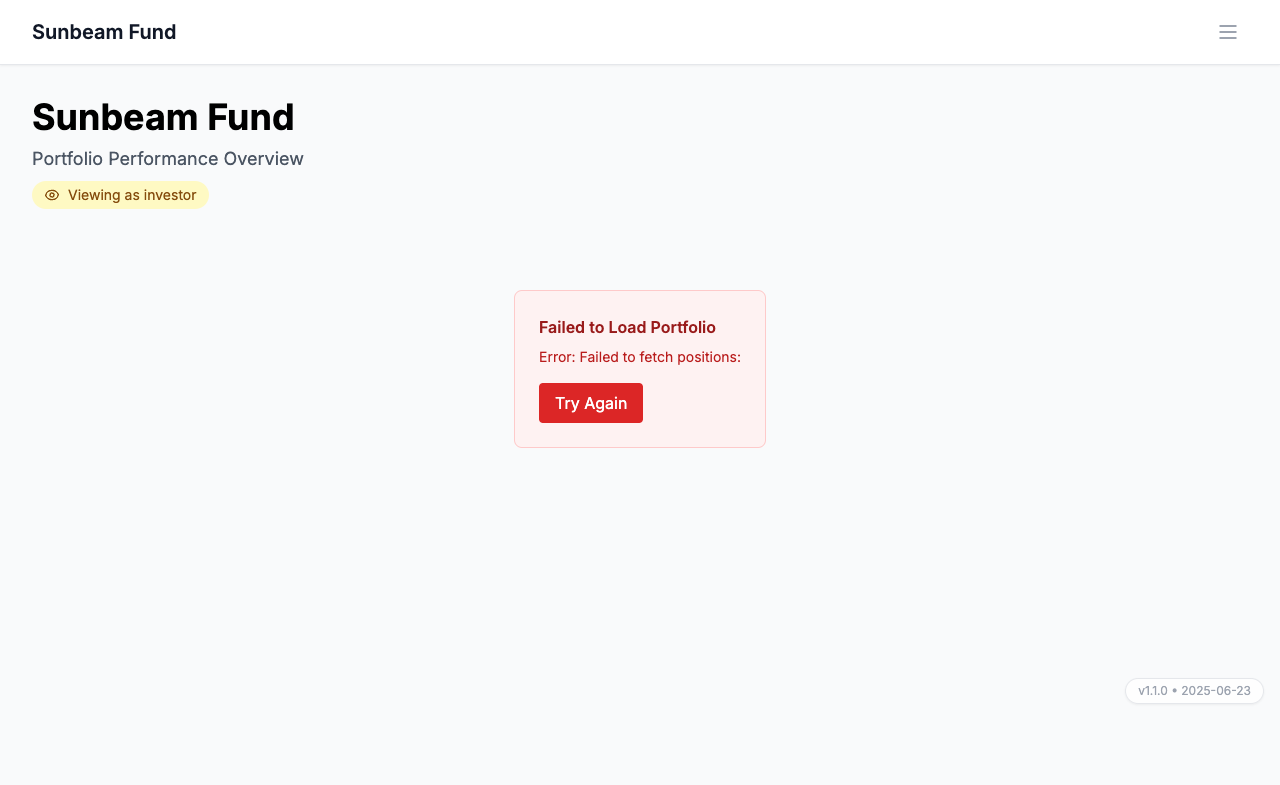 Sunbeam Fund
Sunbeam Fund
Portfolio Performance Overview
Viewing as investor
Failed to Load Portfolio
Error: Failed to fetch positions:
Try Again
v1.1.0 • 2025-06-23